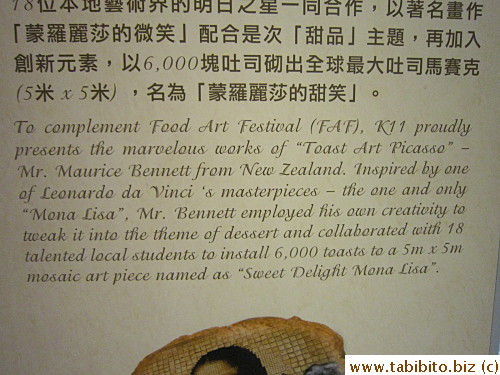 18位本地藝術界的明日之星一同合作，以著名畫作
「蒙羅麗莎的微笑」配合是次「甜品」主題，再加入
創新元素，以6,000塊吐司砌出全球最大吐司馬賽克
(5米 x 5米) ，名為「蒙羅麗莎的甜笑」。
To complement Food Art Festival (FAF), K11 proudly
presents the marvelous works of “Toast Art Picasso” –
Mr. Maurice Bennett from New Zealand. Inspired by one
of Leonardo da Vinci ‘s masterpieces – the one and only
“Mona Lisa”, Mr. Bennett employed his own creativity to
tweak it into the theme of dessert and collaborated with 18
talented local students to install 6,000 toasts to a 5m x 5m
mosaic art piece named as “Sweet Delight Mona Lisa”.
www.tabibito.biz (c)